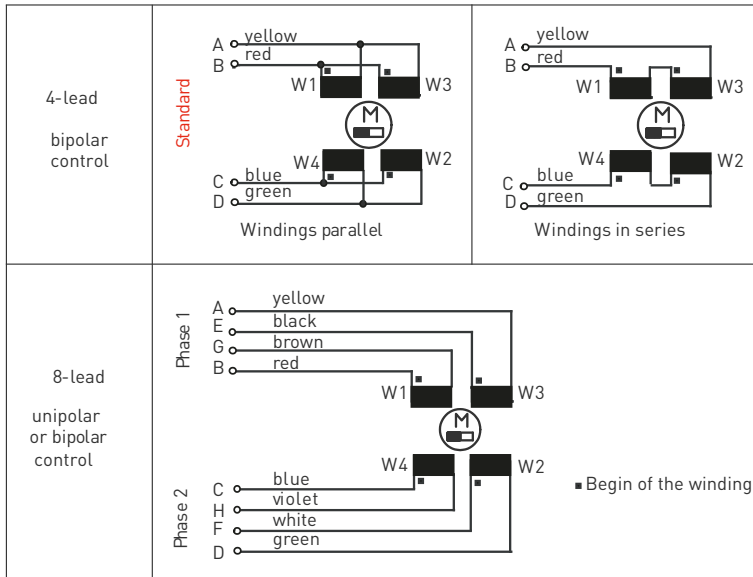 4-lead
bipolar
control
Standard
A yellow
B red
W1 W3
M
W4 W2
C blue
D green
Windings parallel
A yellow
B red
W1 W3
M
W4 W2
C blue
D green
Windings in series
8-lead
unipolar
or bipolar
control
Phase 1
A yellow
E black
G brown
B red
W1 W3
M
W4 W2
Phase 2
C blue
H violet
F white
D green
■ Begin of the winding